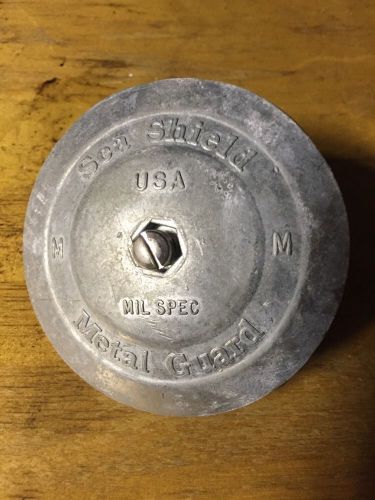 Sea Shield
USA
M M
MIL SPEC
Metal Guard